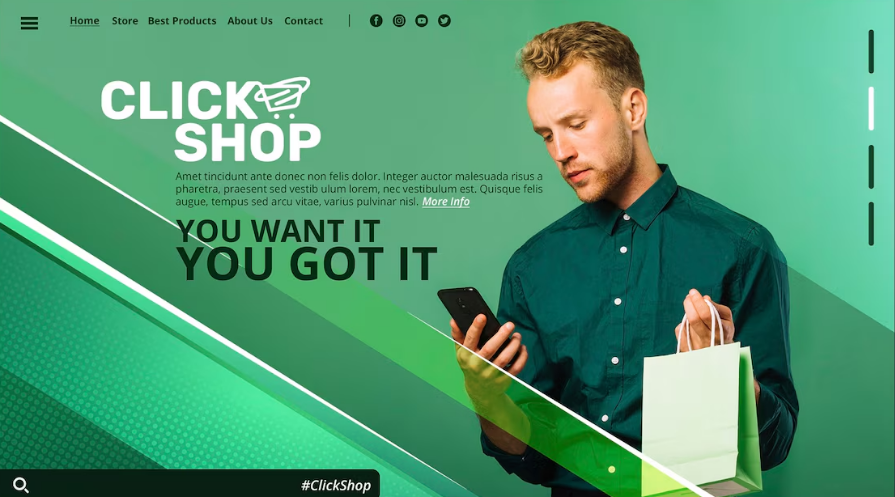 Home Store Best Products About Us Contact
CLICK
SHOP
Amet tincidunt ante donec non felis dolor. Integer auctor malesuada risus a
pharetra, praesent sed vestib ulum lorem, nec vestibulum est. Quisque felis
augue, tempus sed arcu vitae, varius pulvinar nisl. More Info
YOU WANT IT
YOU GOT IT
#ClickShop